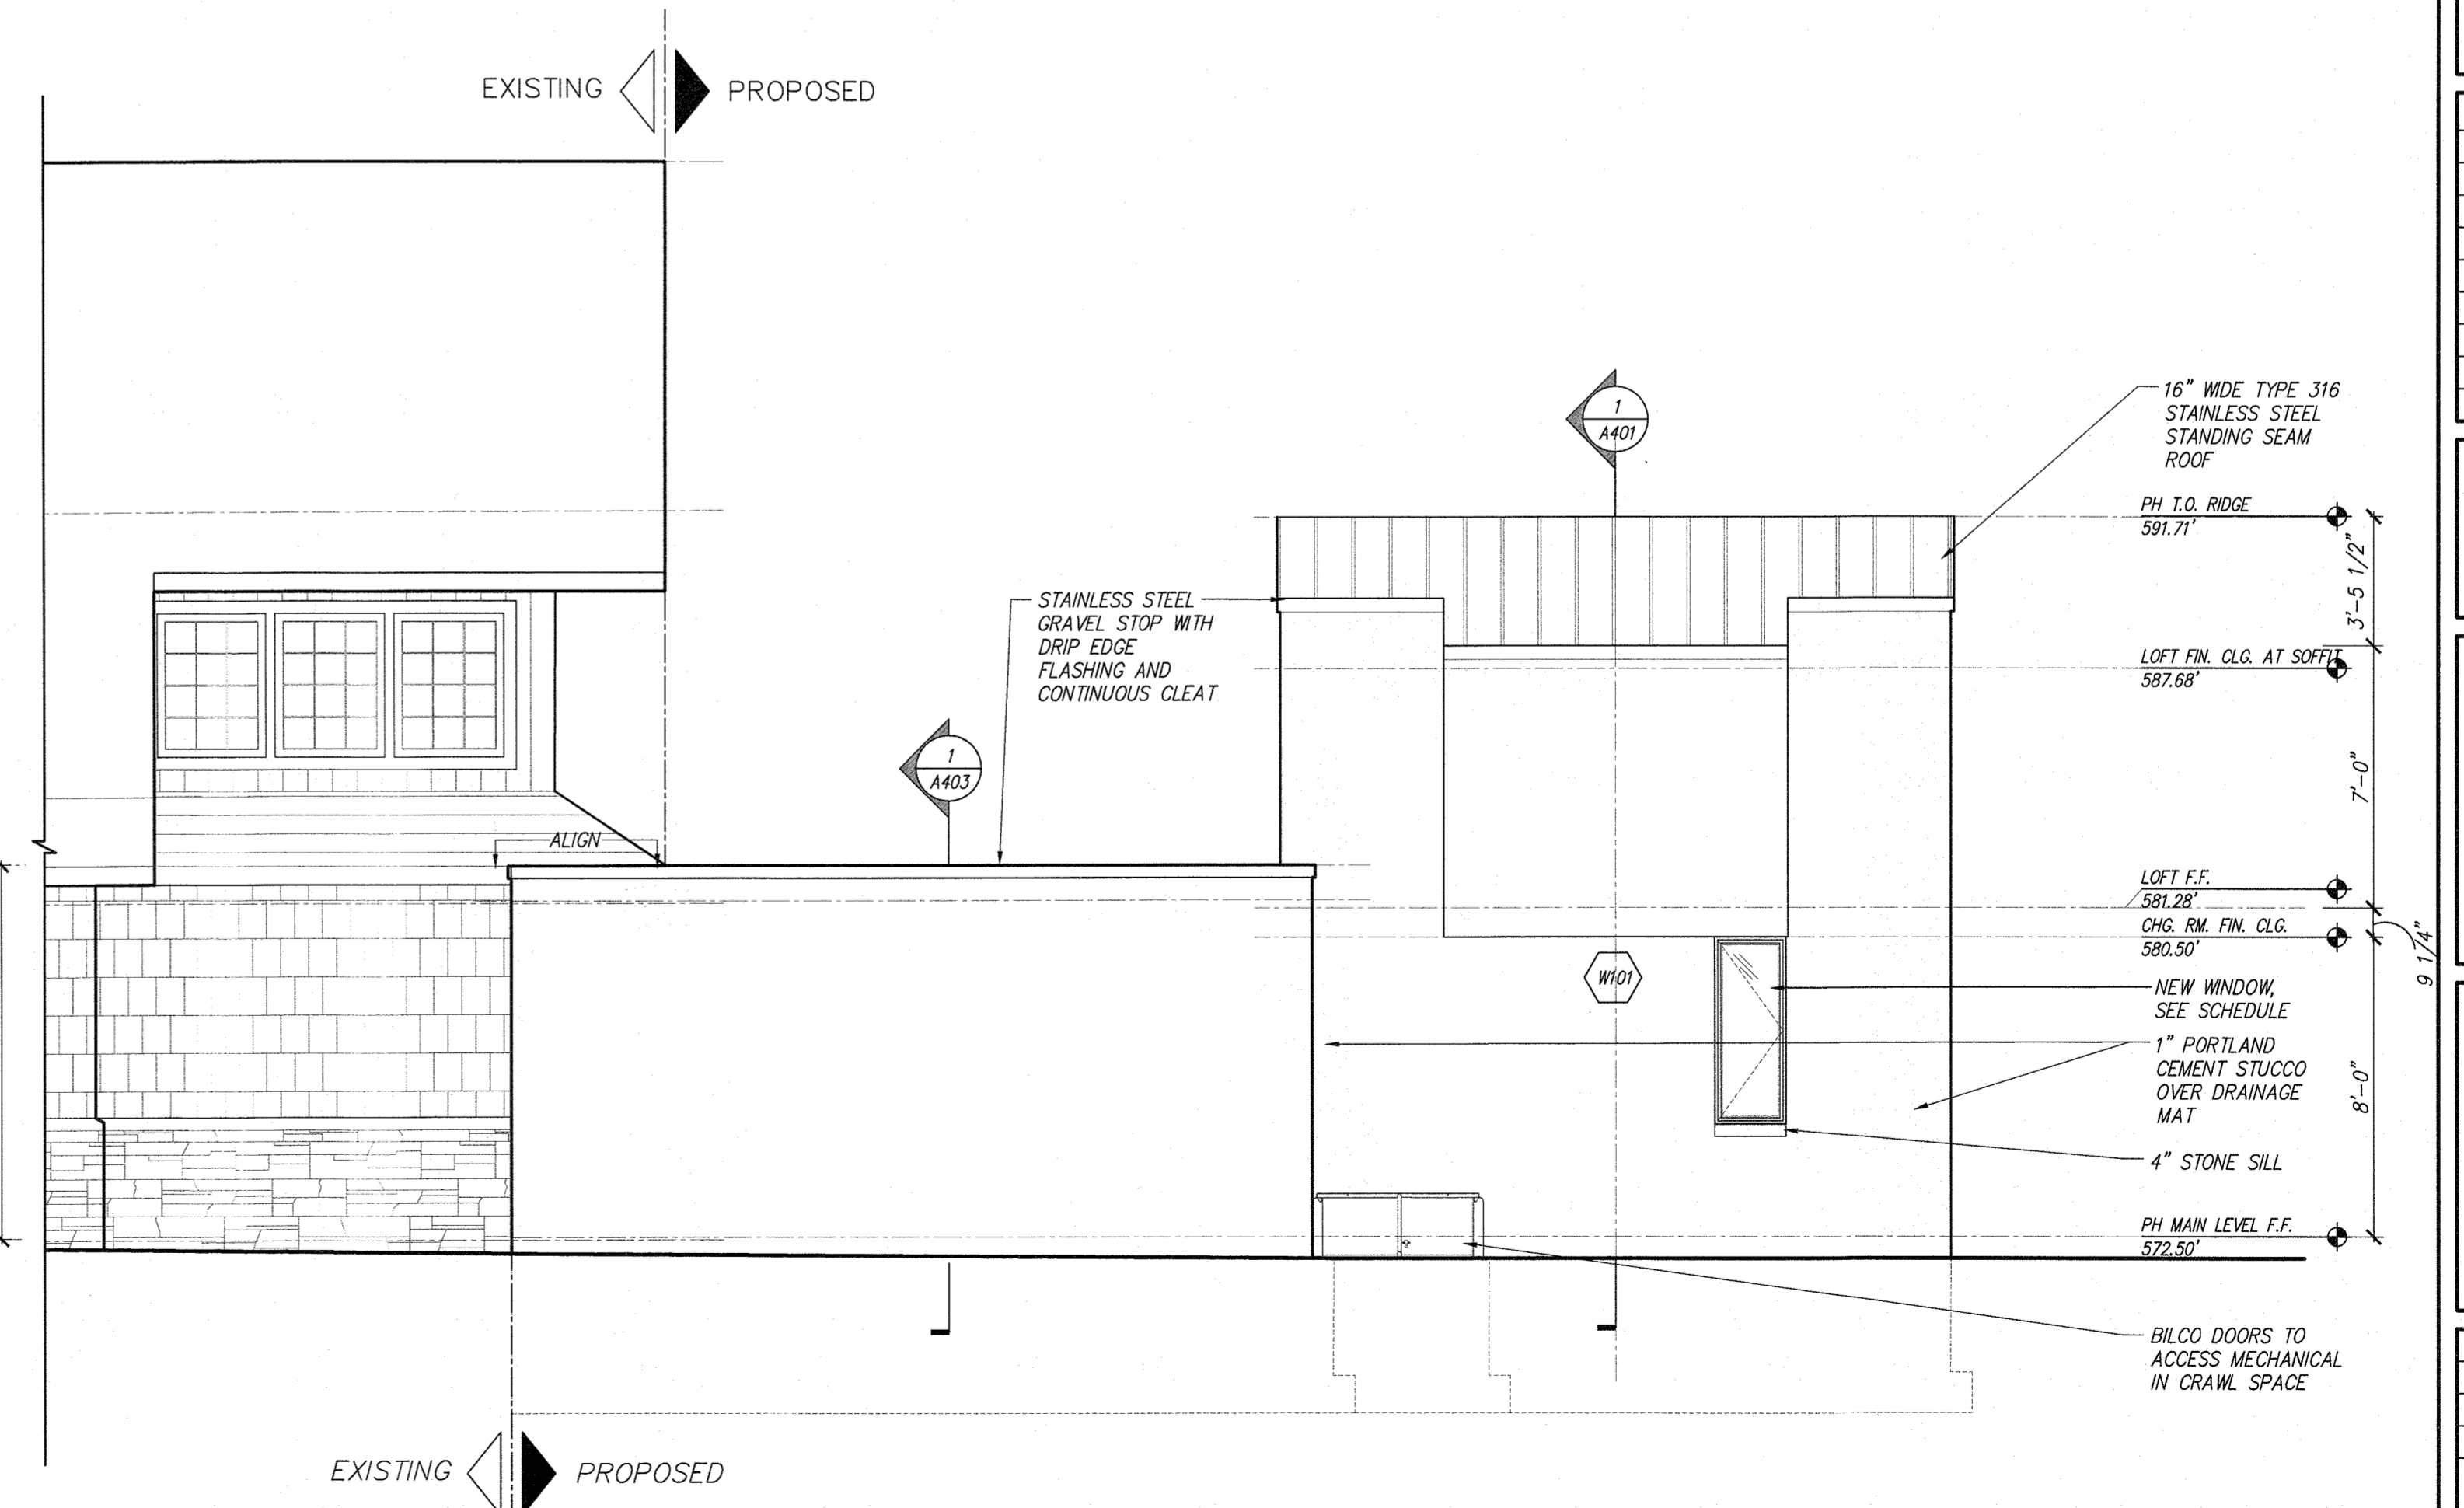 EXISTING PROPOSED
1
A401
16" WIDE TYPE 316
STAINLESS STEEL
STANDING SEAM
ROOF
PH T.O. RIDGE
591.71'
3'-5 1/2"
STAINLESS STEEL
GRAVEL STOP WITH
DRIP EDGE
FLASHING AND
CONTINUOUS CLEAT
LOFT FIN. CLG. AT SOFFIT
587.68'
1
A403
7'-0"
ALIGN
LOFT F.F.
581.28'
CHG. RM. FIN. CLG.
580.50'
9 1/4"
W101
NEW WINDOW,
SEE SCHEDULE
1" PORTLAND
CEMENT STUCCO
OVER DRAINAGE
MAT
8'-0"
4" STONE SILL
PH MAIN LEVEL F.F.
572.50'
BILCO DOORS TO
ACCESS MECHANICAL
IN CRAWL SPACE
EXISTING PROPOSED